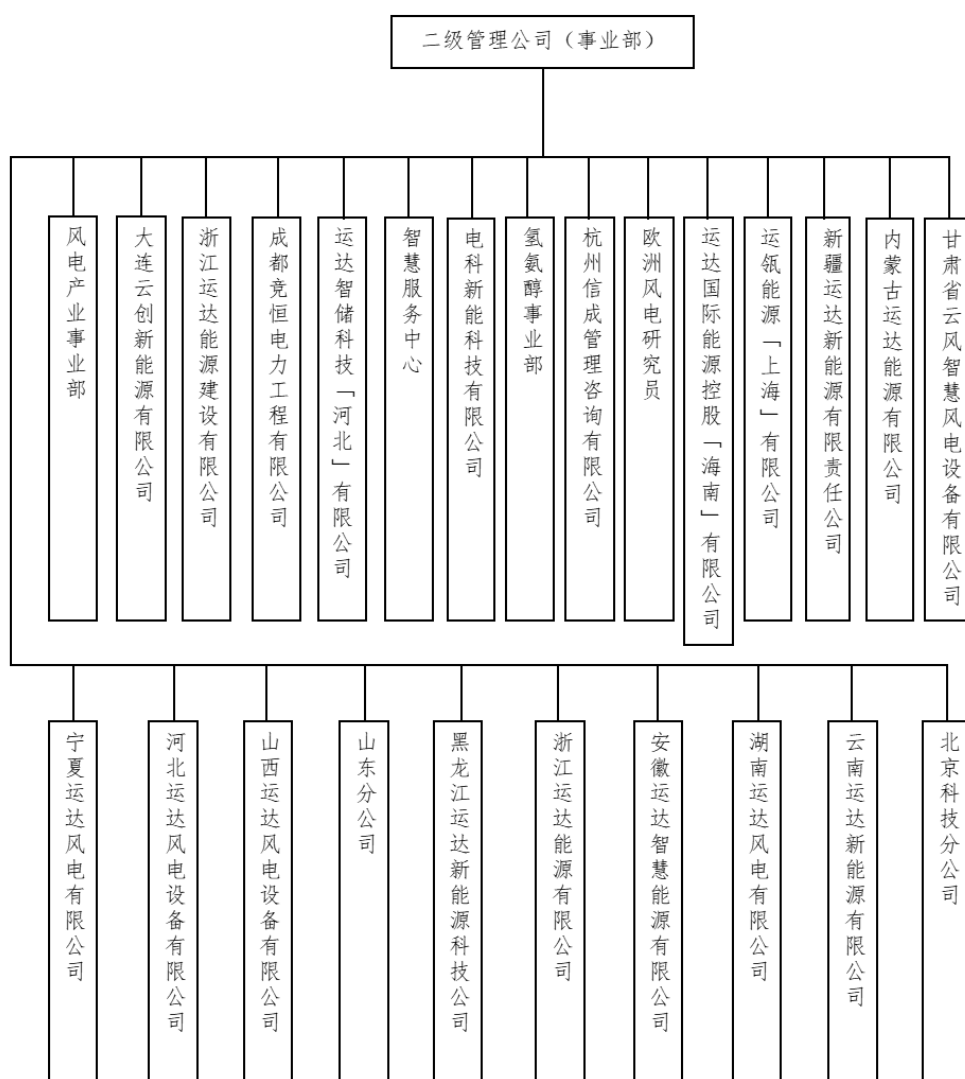 二级管理公司（事业部）
风电产业事业部
大连云创新能源有限公司
浙江运达能源建设有限公司
成都竞恒电力工程有限公司
运达智储科技「河北」有限公司
智慧服务中心
电科新能科技有限公司
氢氨醇事业部
杭州信成管理咨询有限公司
欧洲风电研究员
运达国际能源控股「海南」有限公司
运瓴能源「上海」有限公司
新疆运达新能源有限责任公司
内蒙古运达能源有限公司
甘肃省云风智慧风电设备有限公司
宁夏运达风电有限公司
河北运达风电设备有限公司
山西运达风电设备有限公司
山东分公司
黑龙江运达新能源科技公司
浙江运达能源有限公司
安徽运达智慧能源有限公司
湖南运达风电有限公司
云南运达新能源有限公司
北京科技分公司